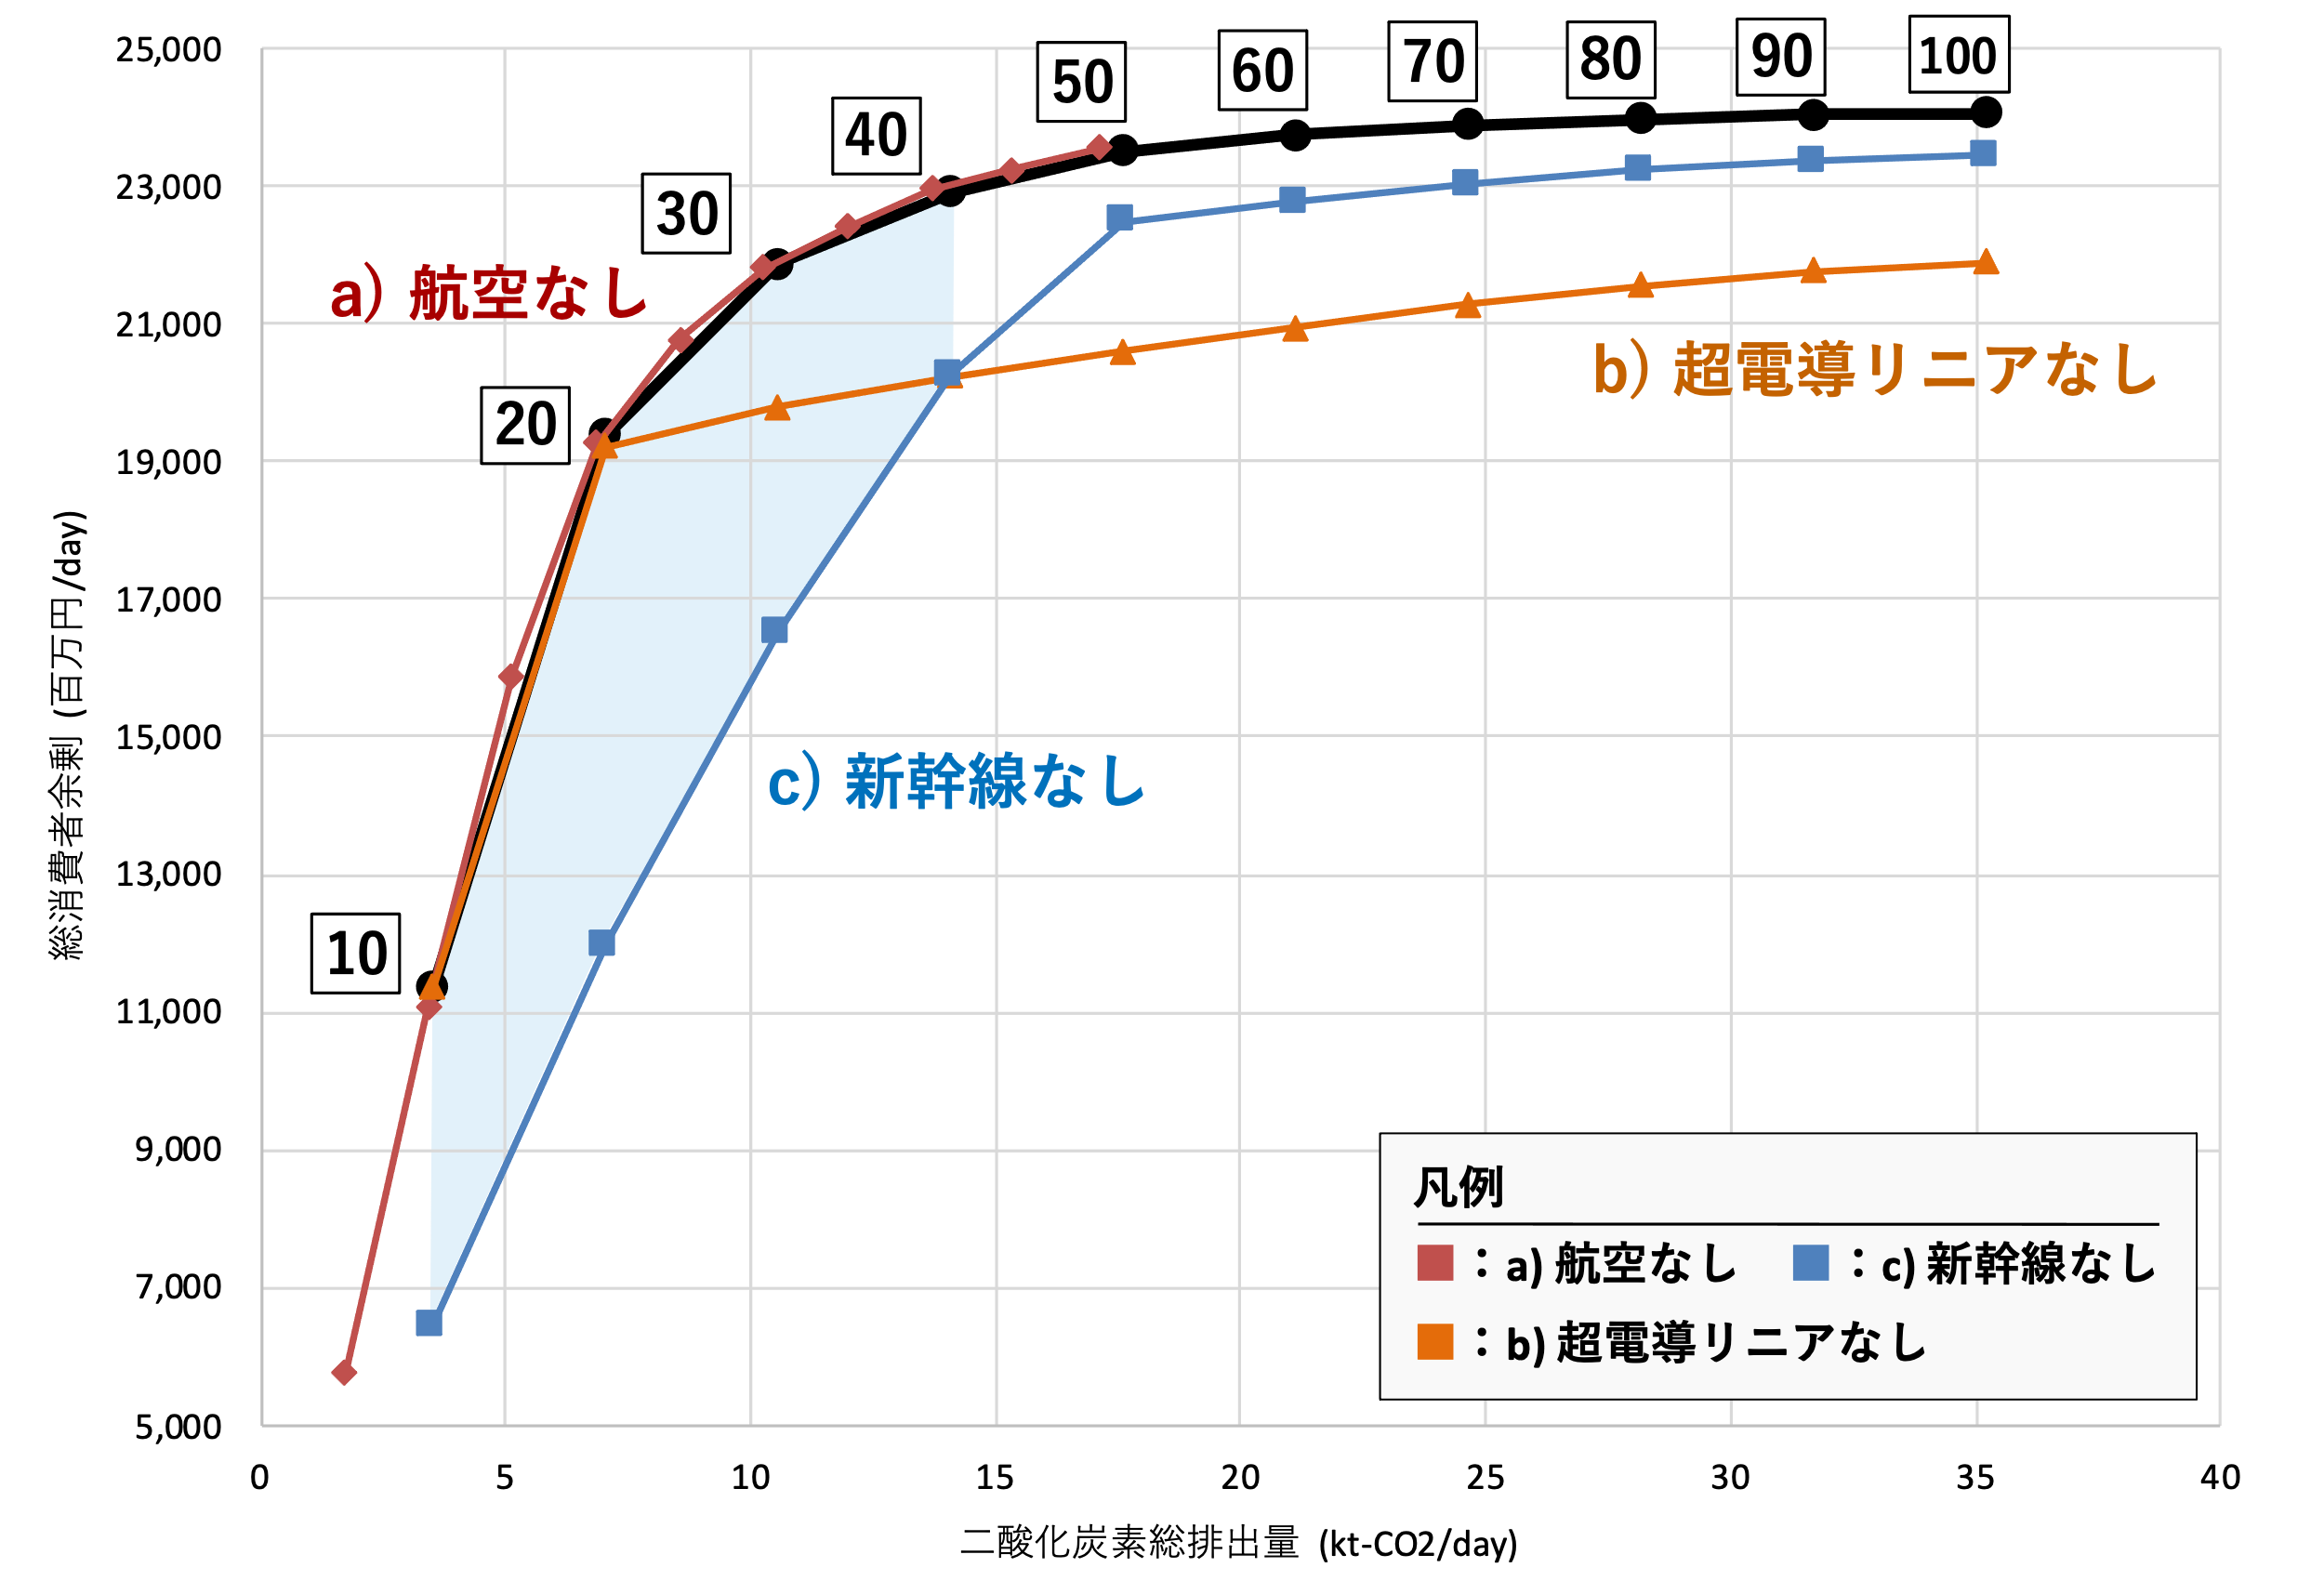 25,000
23,000
21,000
19,000
17,000
15,000
13,000
11,000
9,000
7,000
5,000
総消費者余剰 (百万円/day)
10
20
30
40
50
60
70
80
90
100
a) 航空なし
b) 超電導リニアなし
c) 新幹線なし
凡例
：a) 航空なし ：c) 新幹線なし
：b) 超電導リニアなし
0 5 10 15 20 25 30 35 40
二酸化炭素総排出量 (kt-CO2/day)